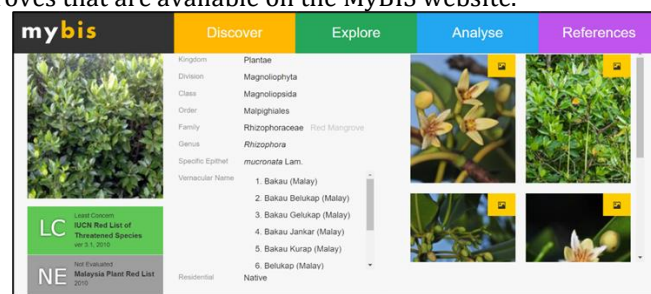 oves that are available on the MyBIS website.
mybis Discover Explore Analyse References
Kingdom Plantae
Division Magnoliophyta
Class Magnoliopsida
Order Malpighiales
Family Rhizophoraceae Red Mangrove
Genus Rhizophora
Specific Epithet mucronata Lam.
Vernacular Name
1. Bakau (Malay)
2. Bakau Belukap (Malay)
3. Bakau Gelukap (Malay)
4. Bakau Jankar (Malay)
5. Bakau Kurap (Malay)
6. Belukap (Malay)
Residential Native
LC
Least Concern
IUCN Red List of
Threatened Species
ver 3.1, 2010
NE
Not Evaluated
Malaysia Plant Red List
2010